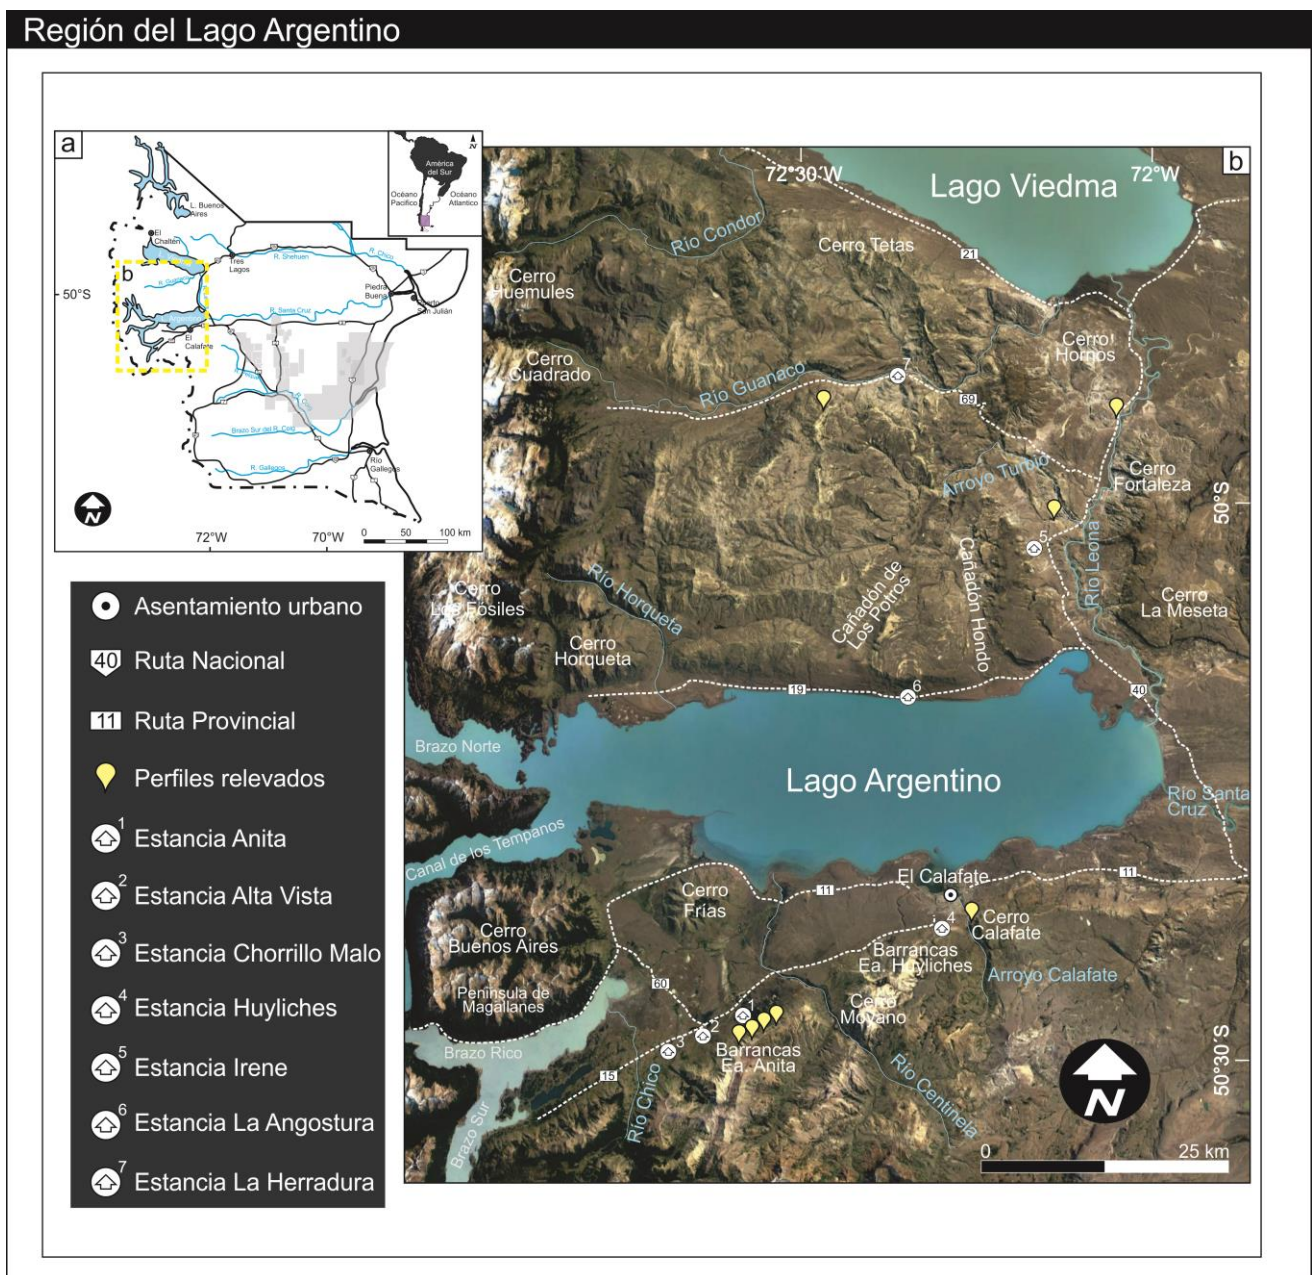 Región del Lago Argentino
a
América
del Sur
Océano
Pacifico
Océano
Atlantico
N
L. Buenos
Aires
El
Chaltén
b
Tres
Lagos
R. Shehuen
R. Chico
Piedra
Buena
San Julián
50°S
R. Santa Cruz
El
Calafate
Brazo Sur del R. Coig
R. Gallegos
Río
Gallegos
N
0 50 100 km
72°W
70°W
Asentamiento urbano
40 Ruta Nacional
11 Ruta Provincial
Perfiles relevados
1 Estancia Anita
2 Estancia Alta Vista
3 Estancia Chorrillo Malo
4 Estancia Huyliches
5 Estancia Irene
6 Estancia La Angostura
7 Estancia La Herradura
b
72°30´W
72°W
Lago Viedma
Río Condor
Cerro Tetas
21
Cerro
Huemules
Cerro
Cuadrado
Cerro
Hornos
Río Guanaco
7
69
Arroyo Turbio
Cerro
Fortaleza
50°S
5
Río Leona
Cañadón de
Los Potros
Cañadón Hondo
Río Horqueta
Cerro
Los Fósiles
Cerro
La Meseta
Cerro
Horqueta
19
6
40
Brazo Norte
Lago Argentino
Río Santa
Cruz
Canal de los Tempanos
El Calafate
11
11
Cerro
Frías
4
Cerro
Calafate
Cerro
Buenos Aires
Barrancas
Ea. Huyliches
Arroyo Calafate
Península de
Magallanes
60
Cerro
Moyano
1
2
3
Brazo Rico
Barrancas
Ea. Anita
15
Río Chico
Río Centinela
Brazo Sur
50°30´S
N
0 25 km